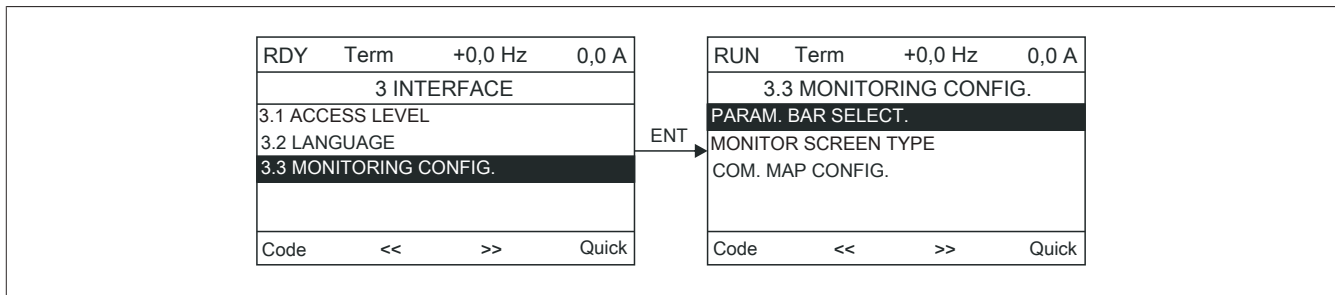 RDY Term +0,0 Hz 0,0 A
3 INTERFACE
3.1 ACCESS LEVEL
3.2 LANGUAGE
3.3 MONITORING CONFIG.
Code << >> Quick
ENT
RUN Term +0,0 Hz 0,0 A
3.3 MONITORING CONFIG.
PARAM. BAR SELECT.
MONITOR SCREEN TYPE
COM. MAP CONFIG.
Code << >> Quick